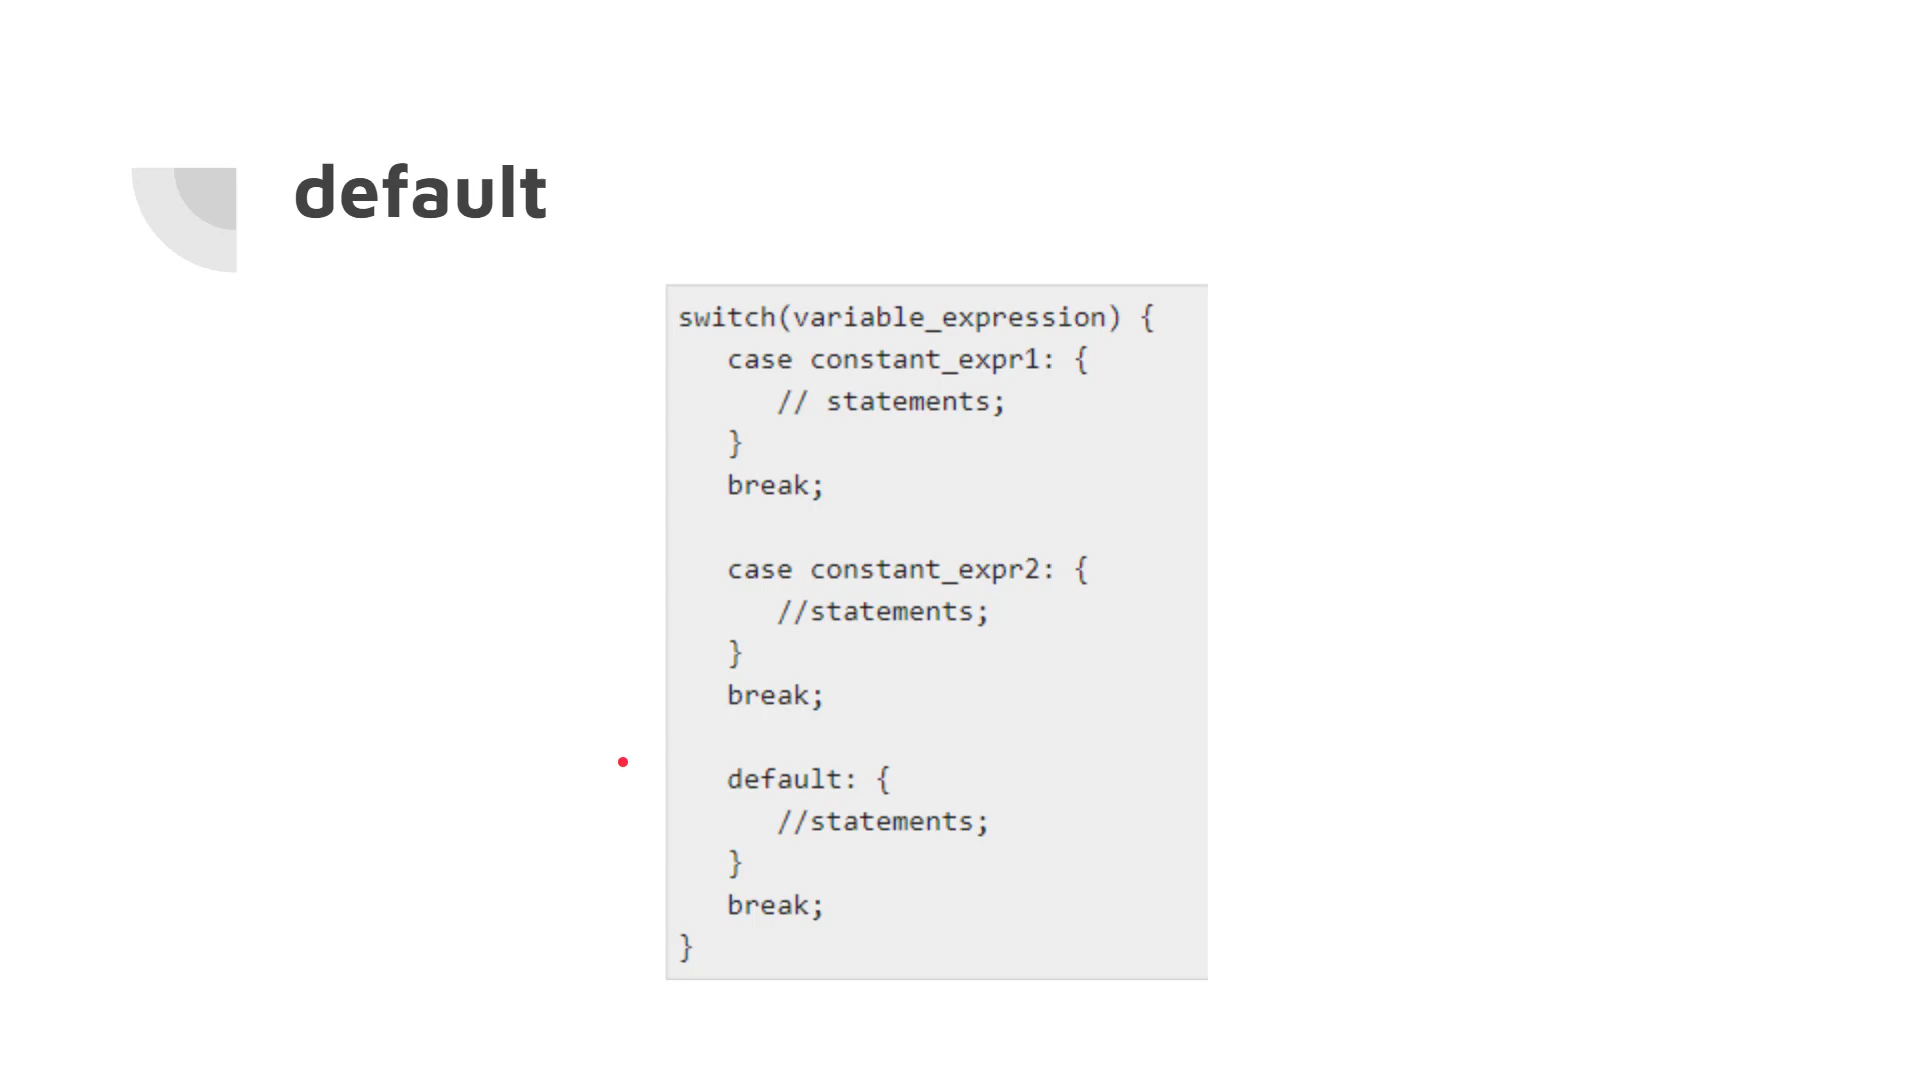 default
switch(variable_expression) {
   case constant_expr1: {
      // statements;
   }
   break;

   case constant_expr2: {
      //statements;
   }
   break;

   default: {
      //statements;
   }
   break;
}